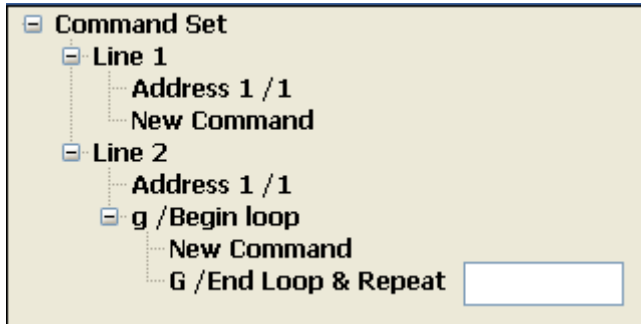 Command Set
Line 1
Address 1 /1
New Command
Line 2
Address 1 /1
g /Begin loop
New Command
G /End Loop & Repeat